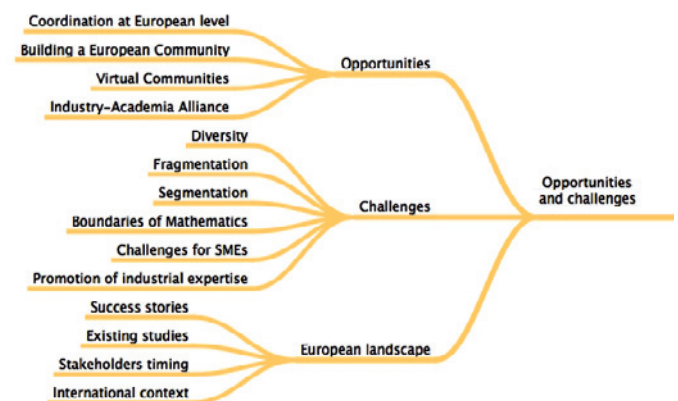 Coordination at European level
Building a European Community
Virtual Communities
Industry-Academia Alliance
Opportunities
Diversity
Fragmentation
Segmentation
Boundaries of Mathematics
Challenges for SMEs
Promotion of industrial expertise
Challenges
Success stories
Existing studies
Stakeholders timing
International context
European landscape
Opportunities
and challenges